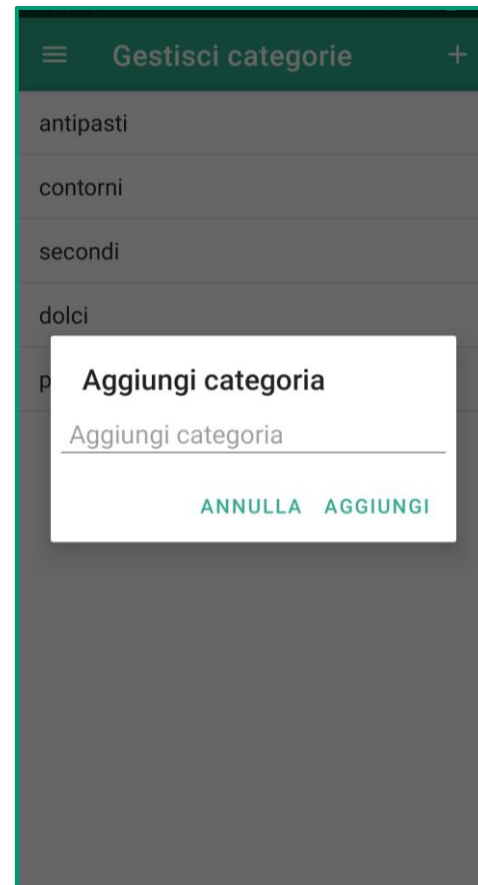 Gestisci categorie
antipasti
contorni
secondi
dolci
p
Aggiungi categoria
Aggiungi categoria
ANNULLA AGGIUNGI